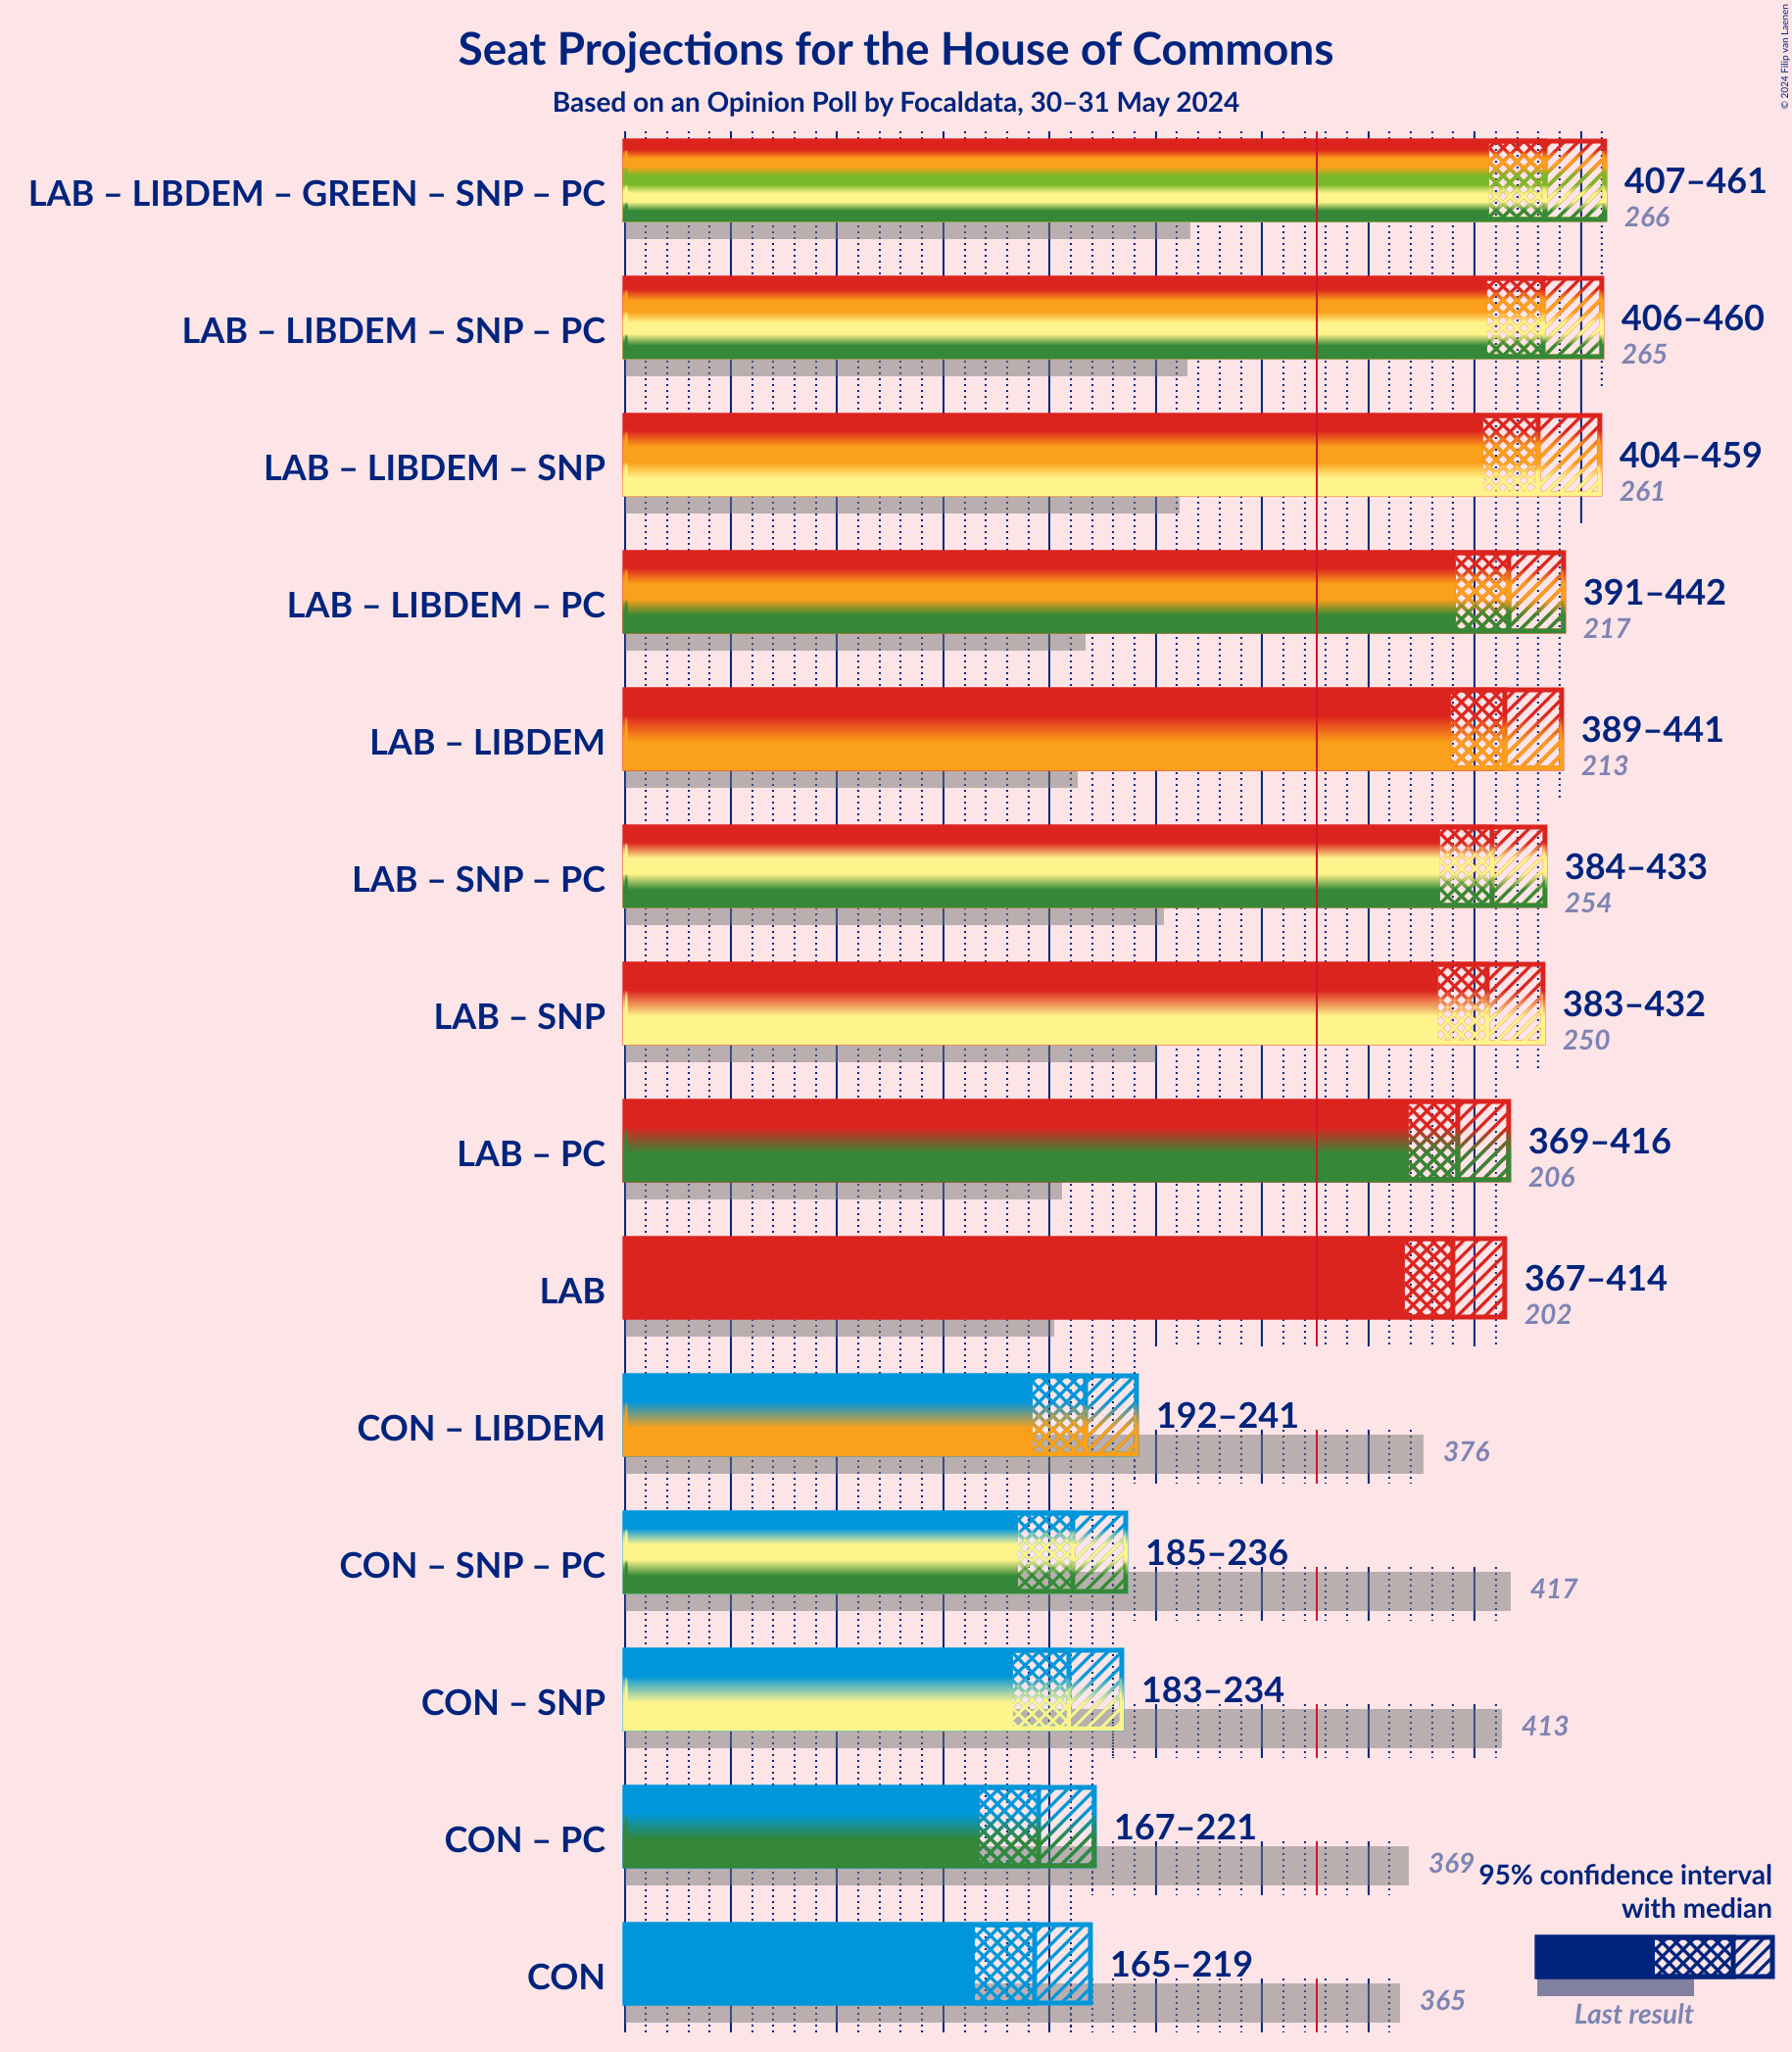 Seat Projections for the House of Commons
Based on an Opinion Poll by Focaldata, 30–31 May 2024
© 2024 Filip van Laenen
LAB – LIBDEM – GREEN – SNP – PC
407–461
266
LAB – LIBDEM – SNP – PC
406–460
265
LAB – LIBDEM – SNP
404–459
261
LAB – LIBDEM – PC
391–442
217
LAB – LIBDEM
389–441
213
LAB – SNP – PC
384–433
254
LAB – SNP
383–432
250
LAB – PC
369–416
206
LAB
367–414
202
CON – LIBDEM
192–241
376
CON – SNP – PC
185–236
417
CON – SNP
183–234
413
CON – PC
167–221
369
CON
165–219
365
95% confidence interval
with median
Last result